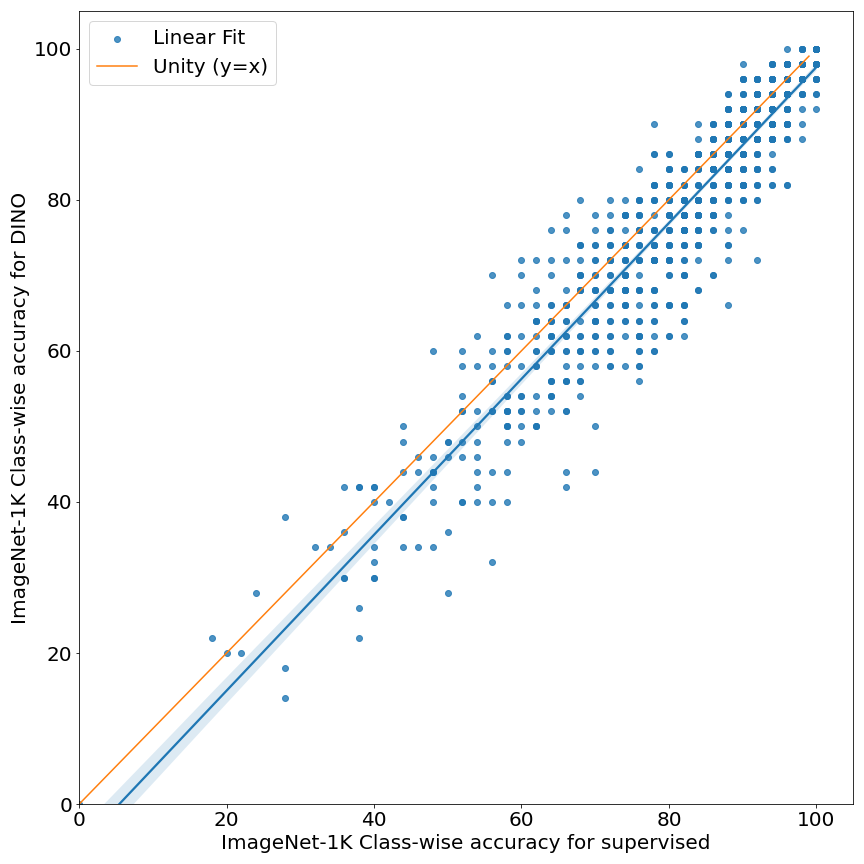 Linear Fit
Unity (y=x)
100
80
60
40
20
0
ImageNet-1K Class-wise accuracy for DINO
0 20 40 60 80 100
ImageNet-1K Class-wise accuracy for supervised